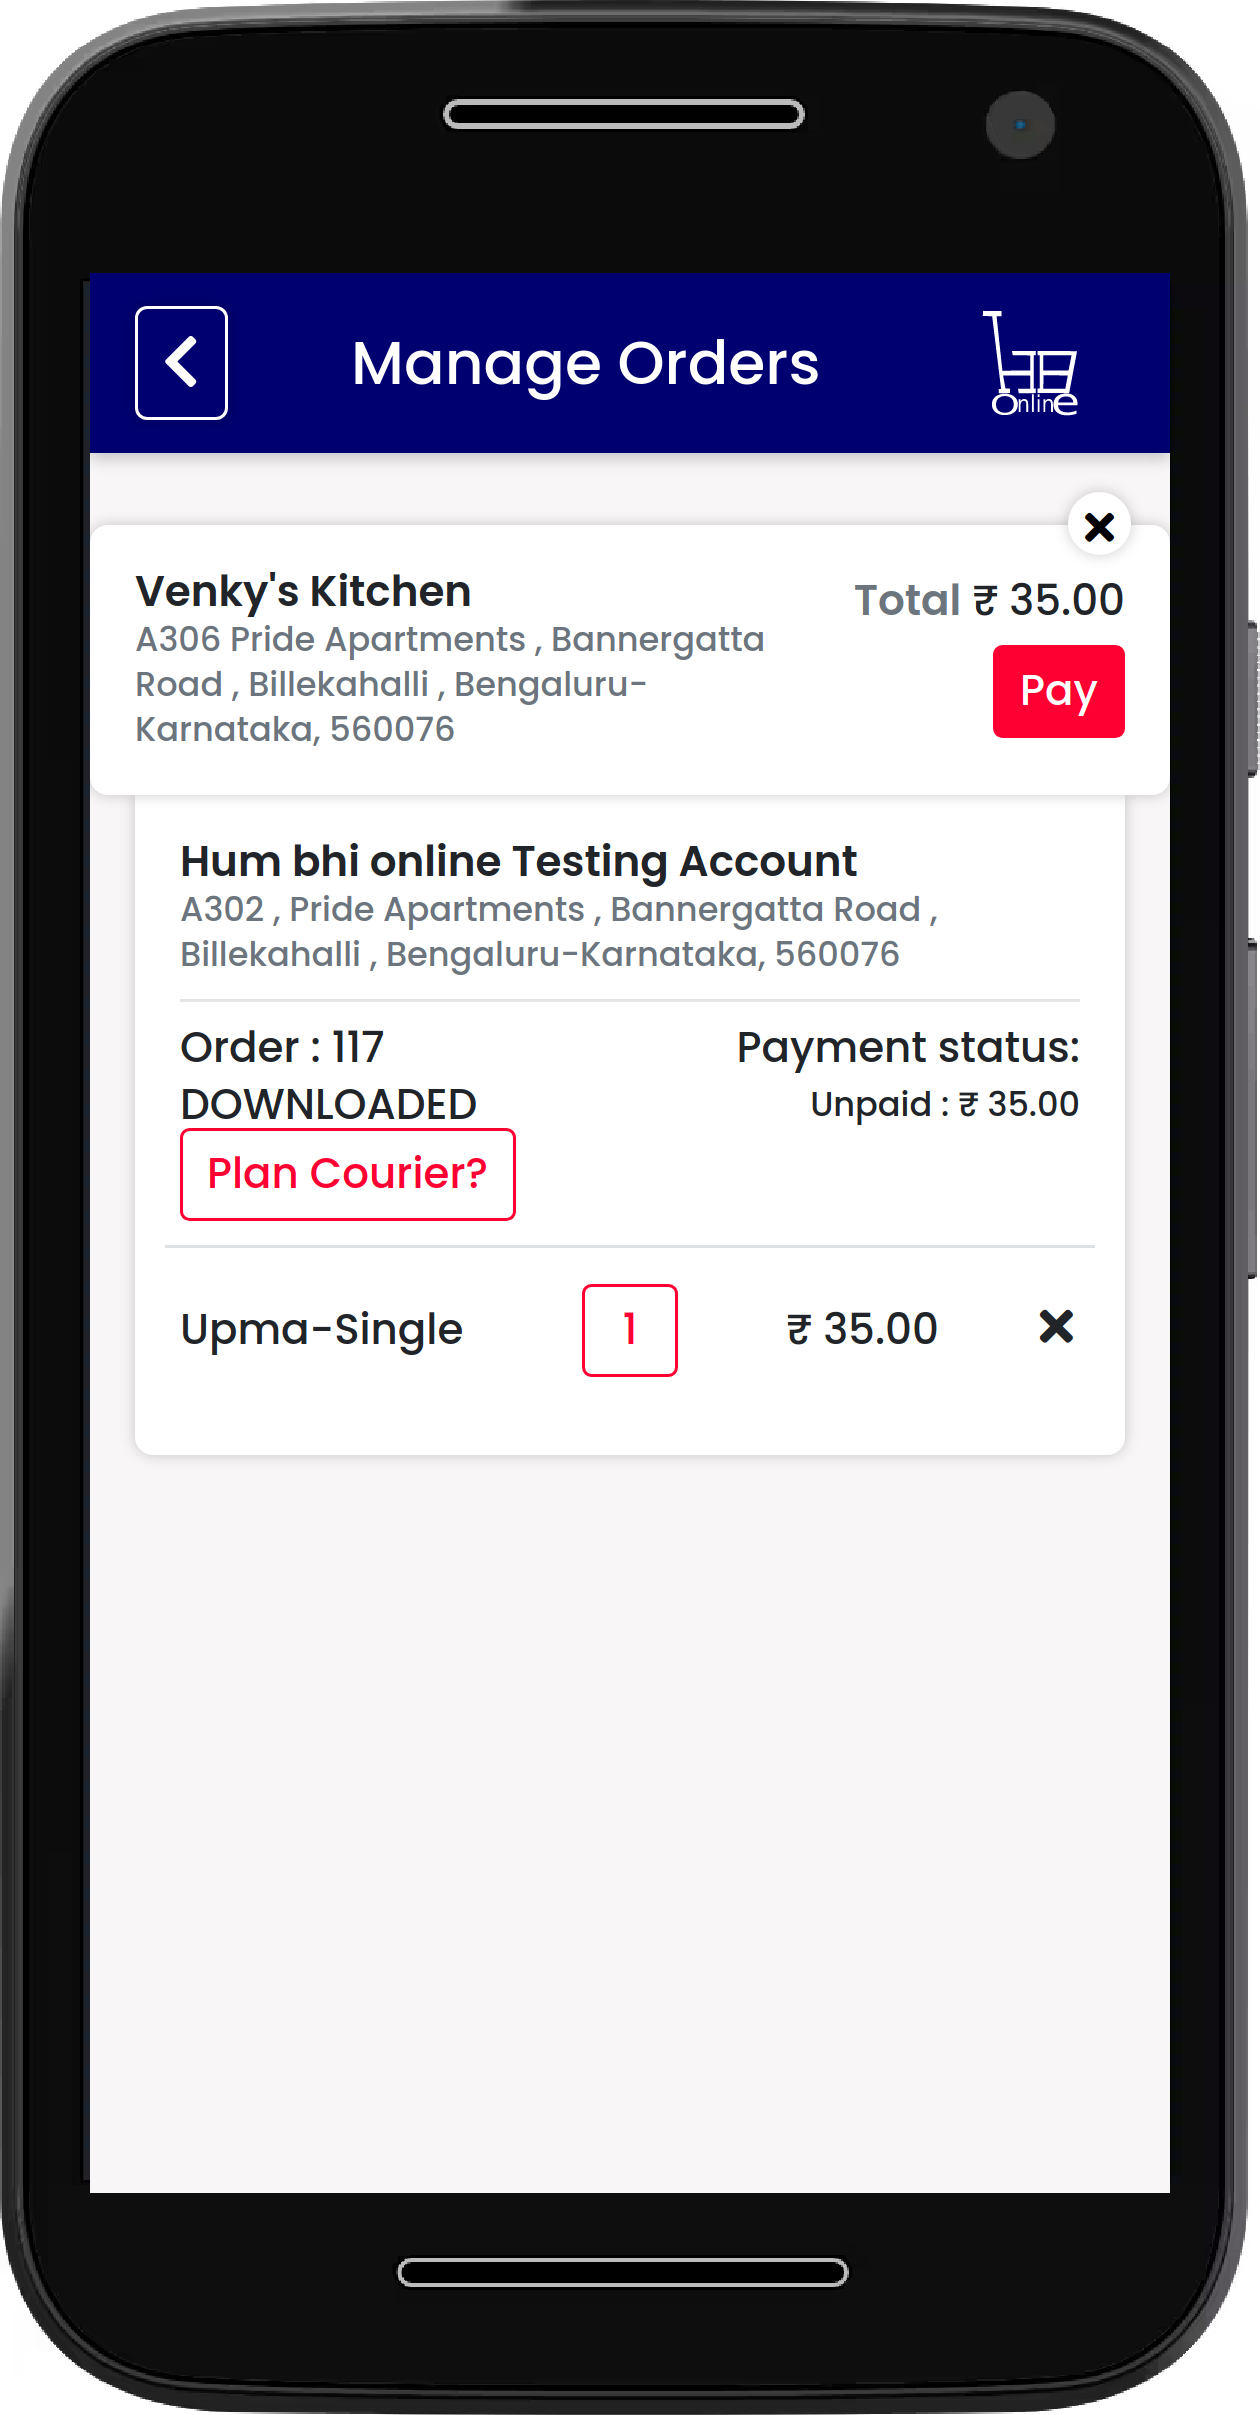 Manage Orders
Online
Venky's Kitchen
Total ₹ 35.00
A306 Pride Apartments , Bannergatta
Road , Billekahalli , Bengaluru-
Karnataka, 560076
Pay
Hum bhi online Testing Account
A302 , Pride Apartments , Bannergatta Road ,
Billekahalli , Bengaluru-Karnataka, 560076
Order : 117
Payment status:
DOWNLOADED
Unpaid : ₹ 35.00
Plan Courier?
Upma-Single 1 ₹ 35.00